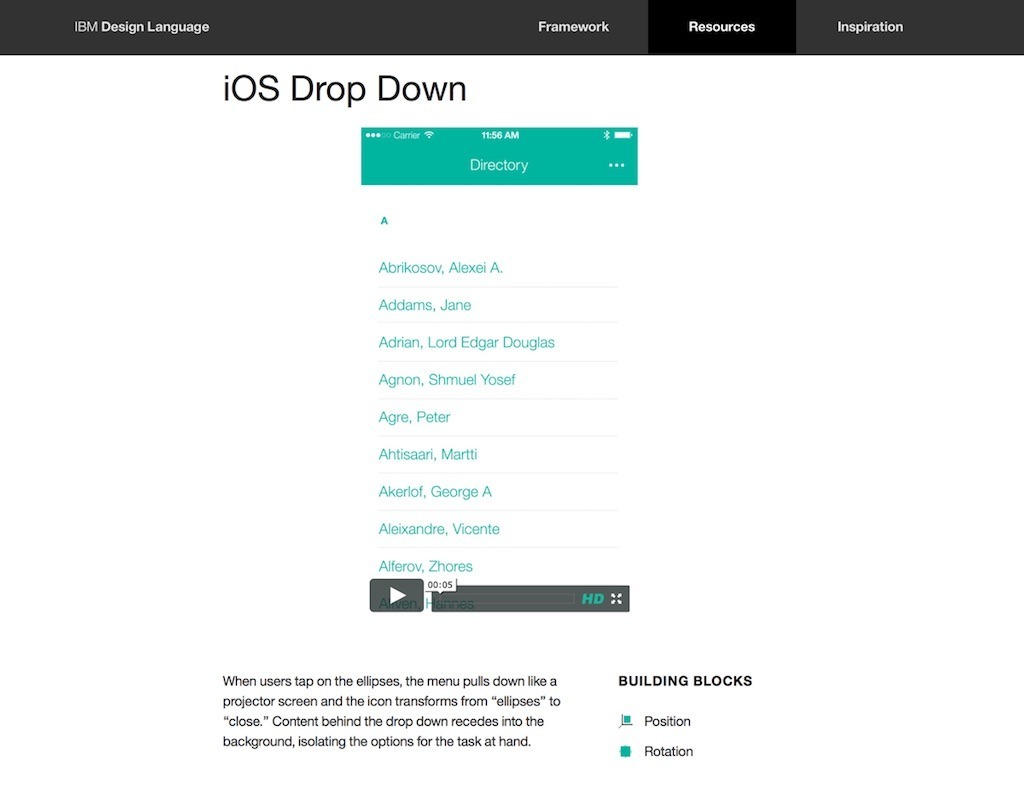 IBM Design Language Framework Resources Inspiration
iOS Drop Down
Carrier 11:56 AM
Directory
A
Abrikosov, Alexei A.
Addams, Jane
Adrian, Lord Edgar Douglas
Agnon, Shmuel Yosef
Agre, Peter
Ahtisaari, Martti
Akerlof, George A
Aleixandre, Vicente
Alferov, Zhores
00:05
Alfven, Hannes HD
When users tap on the ellipses, the menu pulls down like a
projector screen and the icon transforms from “ellipses” to
“close.” Content behind the drop down recedes into the
background, isolating the options for the task at hand.
BUILDING BLOCKS
Position
Rotation